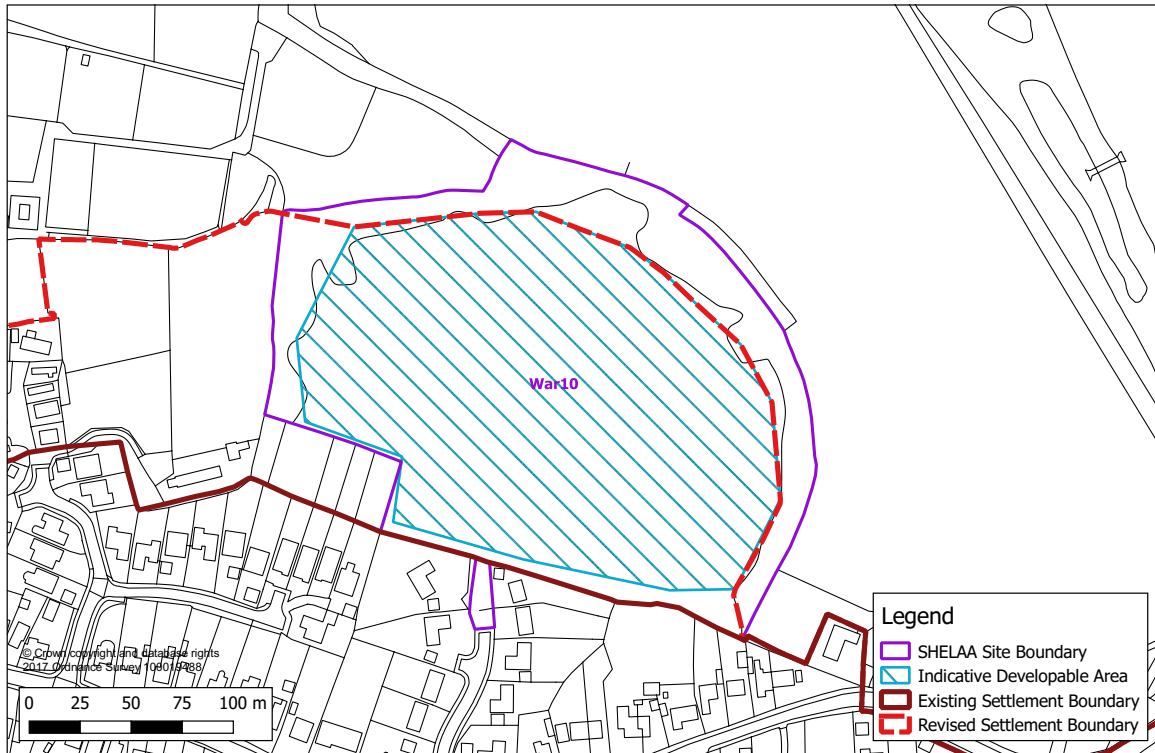 War10
© Crown copyright and database rights
2017 Ordnance Survey 100019488
0 25 50 75 100 m
Legend
SHELAA Site Boundary
Indicative Developable Area
Existing Settlement Boundary
Revised Settlement Boundary